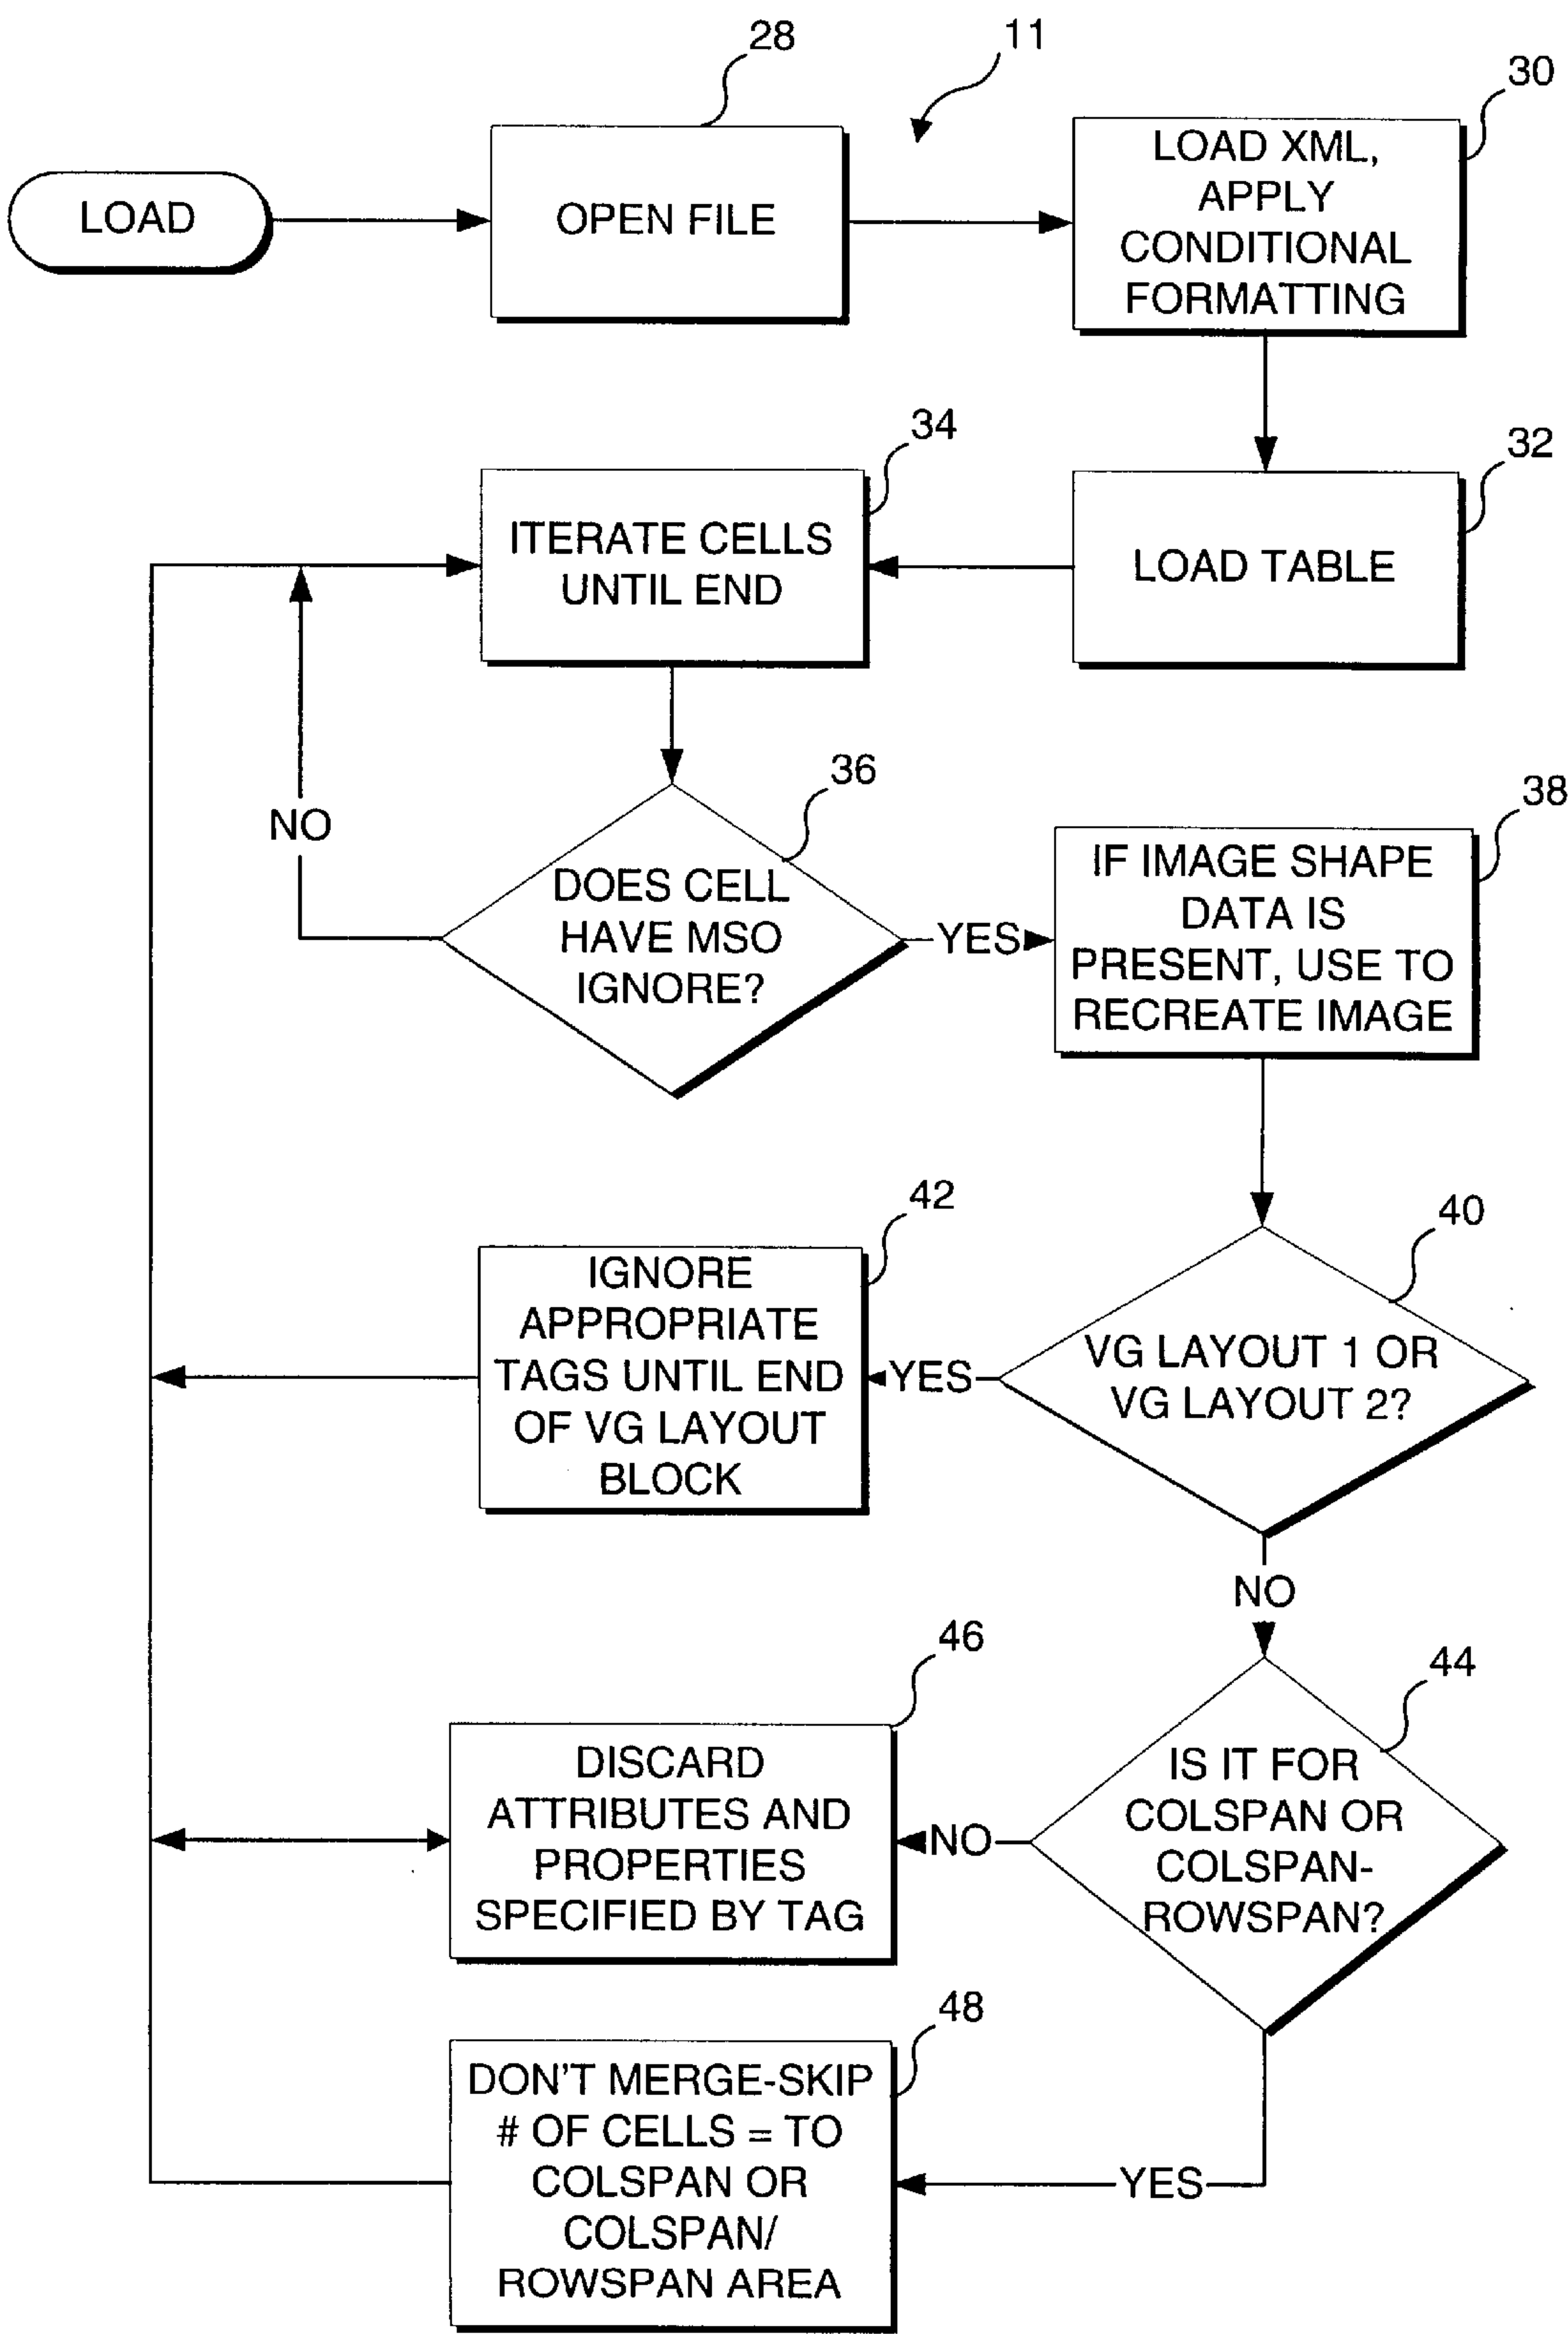 28
11
30
LOAD
OPEN FILE
LOAD XML,
APPLY
CONDITIONAL
FORMATTING
34
32
ITERATE CELLS
UNTIL END
LOAD TABLE
36
38
NO
DOES CELL
HAVE MSO
IGNORE?
YES
IF IMAGE SHAPE
DATA IS
PRESENT, USE TO
RECREATE IMAGE
42
40
IGNORE
APPROPRIATE
TAGS UNTIL END
OF VG LAYOUT
BLOCK
YES
VG LAYOUT 1 OR
VG LAYOUT 2?
NO
46
44
DISCARD
ATTRIBUTES AND
PROPERTIES
SPECIFIED BY TAG
NO
IS IT FOR
COLSPAN OR
COLSPAN-
ROWSPAN?
48
DON'T MERGE-SKIP
# OF CELLS = TO
COLSPAN OR
COLSPAN/
ROWSPAN AREA
YES